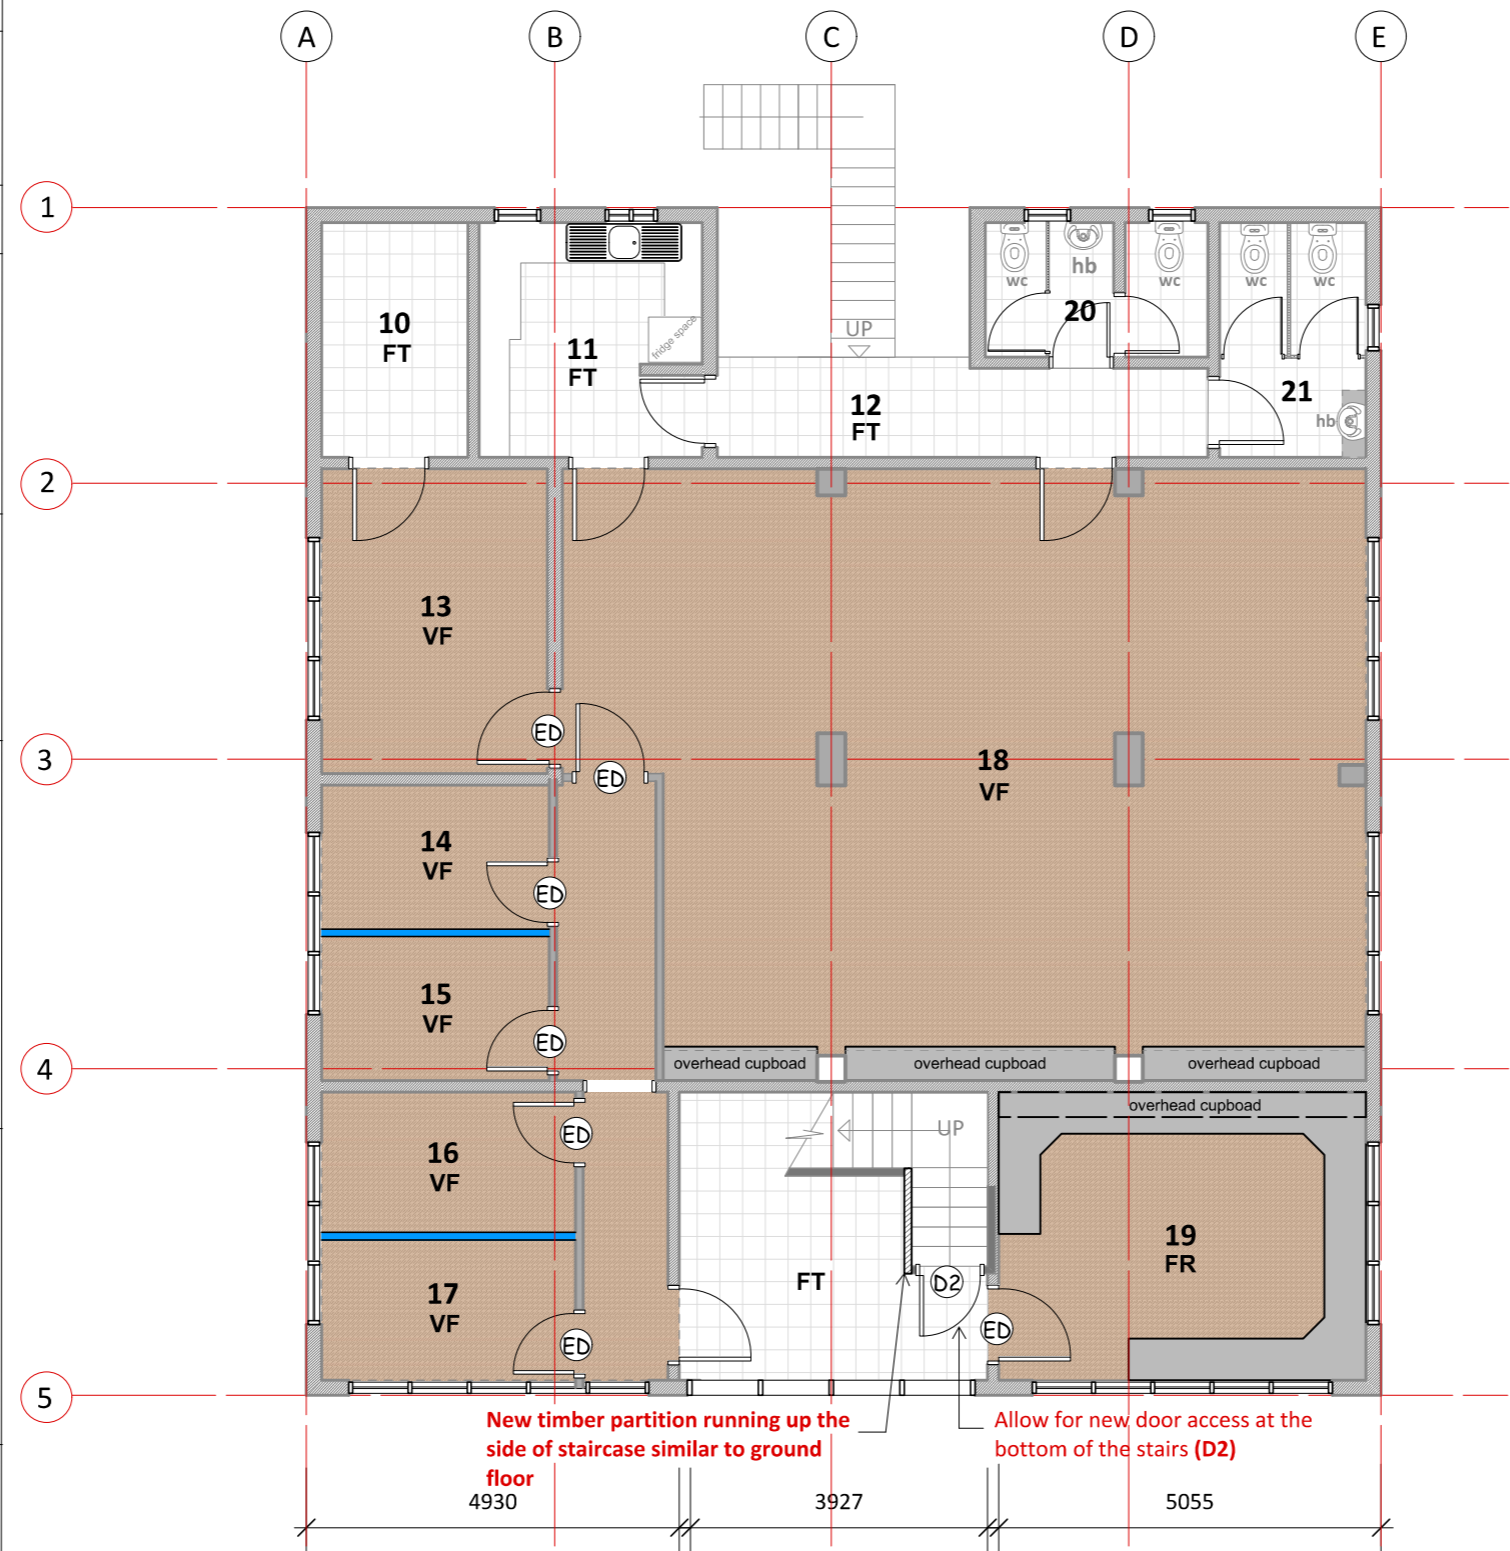 A
B
C
D
E
1
UP
wc
hb
wc
wc
wc
20
fridge space
10
FT
11
FT
12
FT
21
hb
2
13
VF
ED
3
ED
18
VF
14
VF
ED
15
VF
ED
4
overhead cupboad
overhead cupboad
overhead cupboad
overhead cupboad
UP
16
VF
ED
19
FR
FT
D2
17
VF
ED
ED
5
New timber partition running up the
side of staircase similar to ground
floor
Allow for new door access at the
bottom of the stairs (D2)
4930
3927
5055